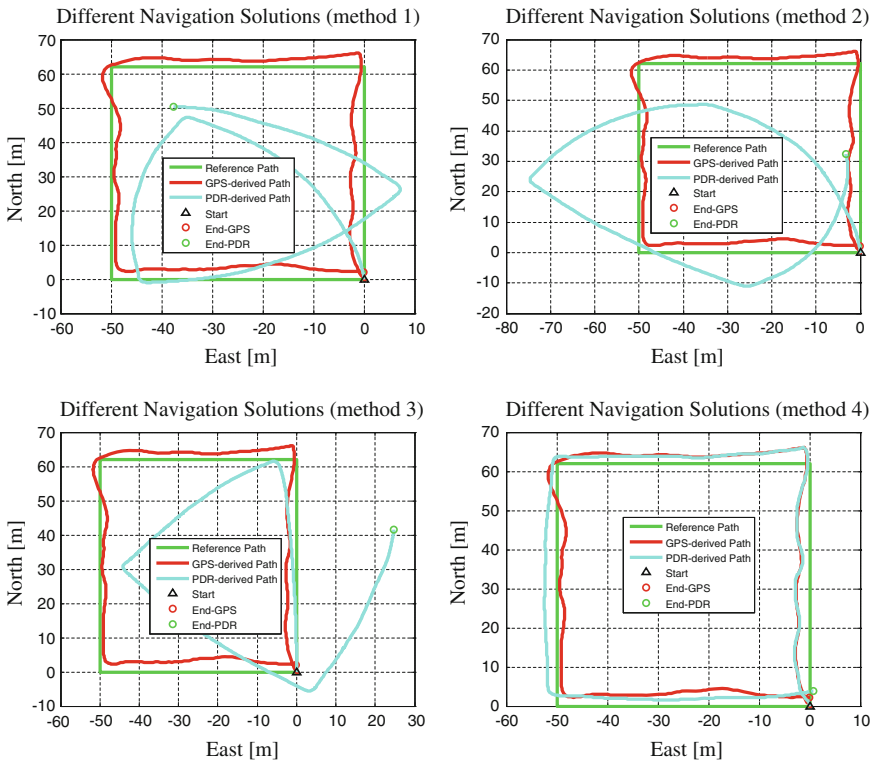 Different Navigation Solutions (method 1)
North [m]
70
60
50
40
30
20
10
0
-10
Reference Path
GPS-derived Path
PDR-derived Path
Start
End-GPS
End-PDR
-60 -50 -40 -30 -20 -10 0 10
East [m]
Different Navigation Solutions (method 2)
North [m]
70
60
50
40
30
20
10
0
-10
-20
Reference Path
GPS-derived Path
PDR-derived Path
Start
End-GPS
End-PDR
-80 -70 -60 -50 -40 -30 -20 -10 0
East [m]
Different Navigation Solutions (method 3)
North [m]
70
60
50
40
30
20
10
0
-10
Reference Path
GPS-derived Path
PDR-derived Path
Start
End-GPS
End-PDR
-60 -50 -40 -30 -20 -10 0 10 20 30
East [m]
Different Navigation Solutions (method 4)
North [m]
70
60
50
40
30
20
10
0
Reference Path
GPS-derived Path
PDR-derived Path
Start
End-GPS
End-PDR
-60 -50 -40 -30 -20 -10 0 10
East [m]